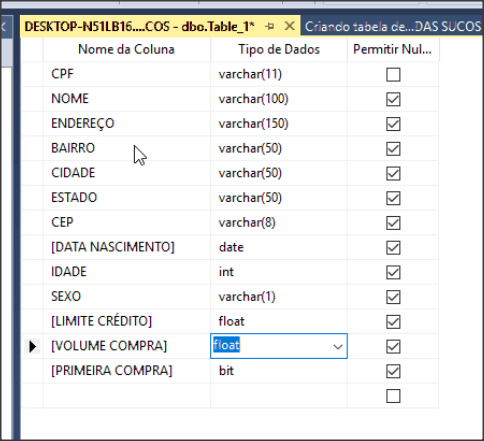 DESKTOP-N51LB16....COS - dbo.Table_1* Criando tabela de...DAS SUCOS
Nome da Coluna Tipo de Dados Permitir Nul...
CPF varchar(11)
NOME varchar(100)
ENDEREÇO varchar(150)
BAIRRO varchar(50)
CIDADE varchar(50)
ESTADO varchar(50)
CEP varchar(8)
[DATA NASCIMENTO] date
IDADE int
SEXO varchar(1)
[LIMITE CRÉDITO] float
[VOLUME COMPRA] float
[PRIMEIRA COMPRA] bit